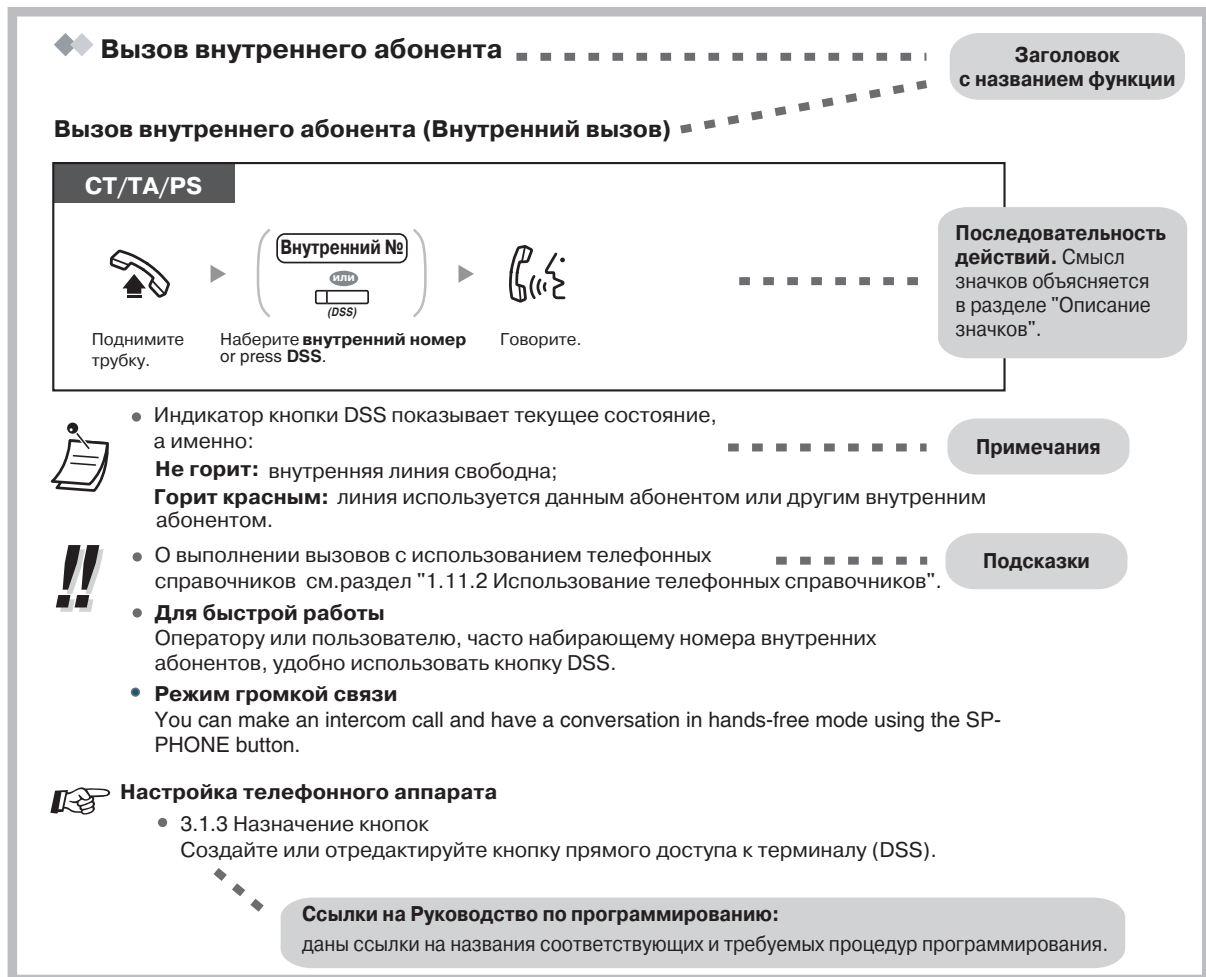 Вызов внутреннего абонента
Заголовок
с названием функции
Вызов внутреннего абонента (Внутренний вызов)
СТ/TA/PS
Внутренний №
или
(DSS)
Поднимите
трубку.
Наберите внутренний номер
or press DSS.
Говорите.
Последовательность
действий. Смысл
значков объясняется
в разделе "Описание
значков".
• Индикатор кнопки DSS показывает текущее состояние,
а именно:
Не горит: внутренняя линия свободна;
Горит красным: линия используется данным абонентом или другим внутренним
абонентом.
Примечания
• О выполнении вызовов с использованием телефонных
справочников см.раздел "1.11.2 Использование телефонных справочников".
Подсказки
• Для быстрой работы
Оператору или пользователю, часто набирающему номера внутренних
абонентов, удобно использовать кнопку DSS.
• Режим громкой связи
You can make an intercom call and have a conversation in hands-free mode using the SP-
PHONE button.
Настройка телефонного аппарата
• 3.1.3 Назначение кнопок
Создайте или отредактируйте кнопку прямого доступа к терминалу (DSS).
Ссылки на Руководство по программированию:
даны ссылки на названия соответствующих и требуемых процедур программирования.